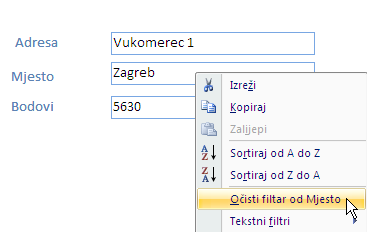 Adresa Vukomerec 1
Mjesto Zagreb
Bodovi 5630
Izreži
Kopiraj
Zalijepi
Sortiraj od A do Z
Sortiraj od Z do A
Očisti filtar od Mjesto
Tekstni filtri